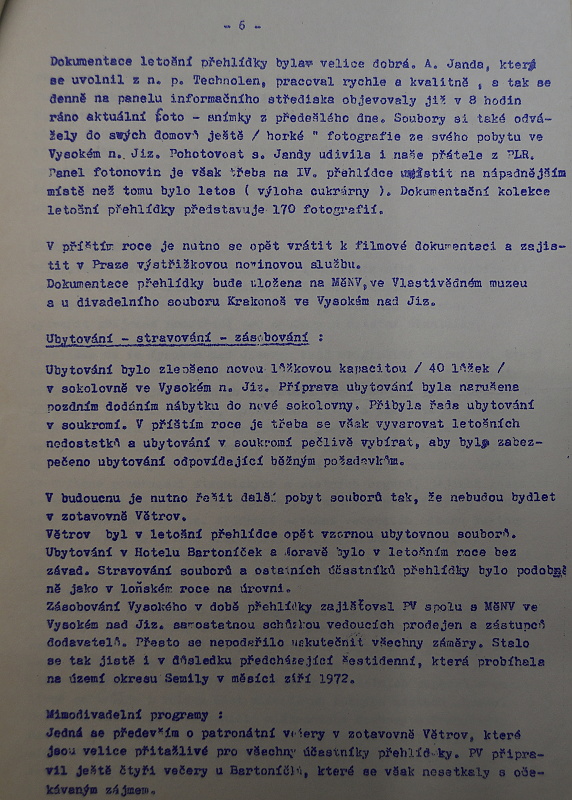 - 6 -
Dokumentace letošní přehlídky byla velice dobrá. A. Janda, který
se uvolnil z n. p. Technolen, pracoval rychle a kvalitně , a tak se
denně na panelu informačního střediska objevovaly již v 8 hodin
ráno aktuální foto - snímky z předešlého dne. Soubory si také odvá-
žely do svých domovů ještě / horké " fotografie ze svého pobytu ve
Vysokém n. Jiz. Pohotovost s. Jandy udivila i naše přátele z PLR.
Panel fotonovin je však třeba na IV. přehlídce umístit na nápadnějším
místě než tomu bylo letos ( výloha cukrárny ). Dokumentační kolekce
letošní přehlídky představuje 170 fotografií.
V příštím roce je nutno se opět vrátit k filmové dokumentaci a zajis-
tit v Praze výstřižkovou novinovou službu.
Dokumentace přehlídky bude uložena na MěNV,ve Vlastivědném muzeu
a u divadelního souboru Krakonoš ve Vysokém nad Jiz.
Ubytování - stravování - zásobování :
Ubytování bylo zlepšeno novou lůžkovou kapacitou / 40 lůžek /
v sokolovně ve Vysokém n. Jiz. Příprava ubytování byla narušena
pozdním dodáním nábytku do nové sokolovny. Přibyla řada ubytování
v soukromí. V příštím roce je třeba se však vyvarovat letošních
nedostatků a ubytování v soukromí pečlivě vybírat, aby bylo zabez-
pečeno ubytování odpovídající běžným požadavkům.
V budoucnu je nutno řešit další pobyt souborů tak, že nebudou bydlet
v zotavovně Větrov.
Větrov byl v letošní přehlídce opět vzornou ubytovnou souborů.
Ubytování v Hotelu Bartoníček a Moravě bylo v letošním roce bez
závad. Stravování souborů a ostatních účastníků přehlídky bylo podobně
ně jako v loňském roce na úrovni.
Zásobování Vysokého v době přehlídky zajišťoval PV spolu s MěNV ve
Vysokém nad Jiz. samostatnou schůzkou vedoucích prodejen a zástupců
dodavatelů. Přesto se nepodařilo uskutečnit všechny záměry. Stalo
se tak jistě i v důsledku předcházející šestidenní, která probíhala
na území okresu Semily v měsíci září 1972.
Mimodivadelní programy :
Jedná se především o patronátní večery v zotavovně Větrov, které
jsou velice přitažlivé pro všechny účastníky přehlídky. PV připra-
vil ještě čtyři večery u Bartoníčků, které se však nesetkaly s oče-
kávaným zájmem.